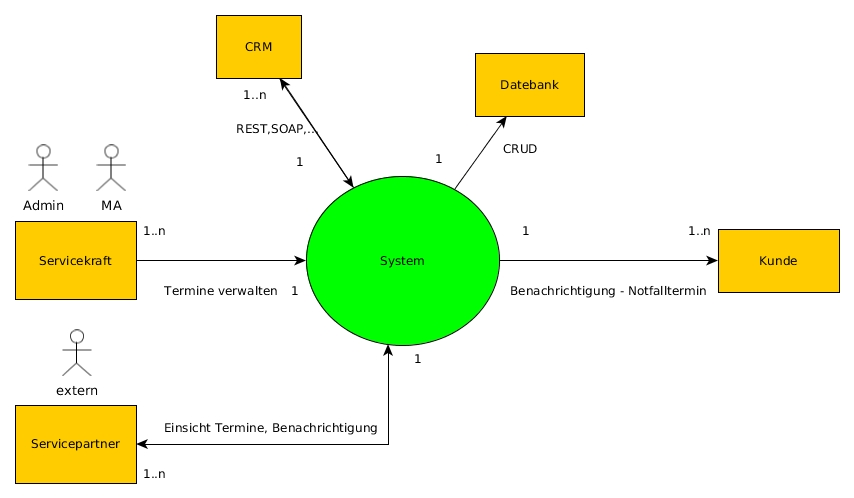 CRM
1..n
REST,SOAP,...
1
Datebank
1
CRUD
Admin
MA
1..n
Servicekraft
Termine verwalten
1
System
1
1..n
Benachrichtigung - Notfalltermin
Kunde
extern
1
Servicepartner
Einsicht Termine, Benachrichtigung
1..n